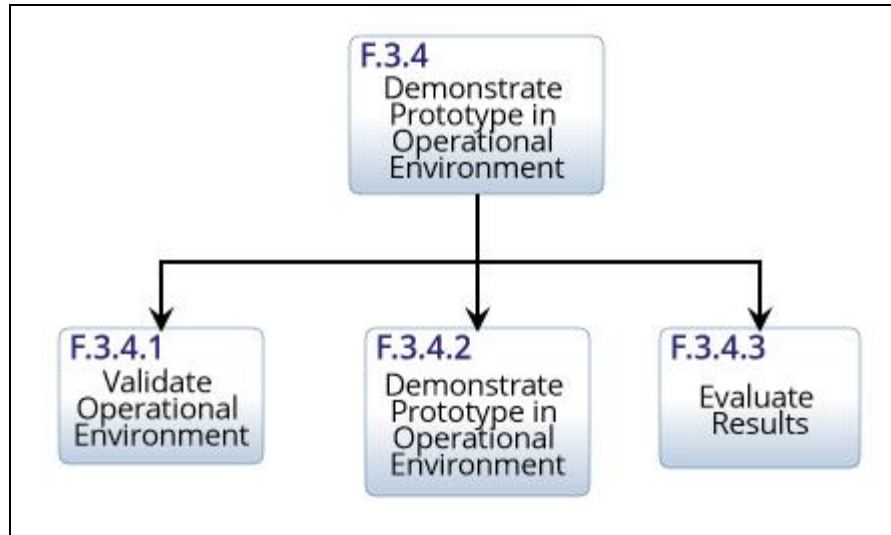 F.3.4
Demonstrate
Prototype in
Operational
Environment
F.3.4.1
Validate
Operational
Environment
F.3.4.2
Demonstrate
Prototype in
Operational
Environment
F.3.4.3
Evaluate
Results